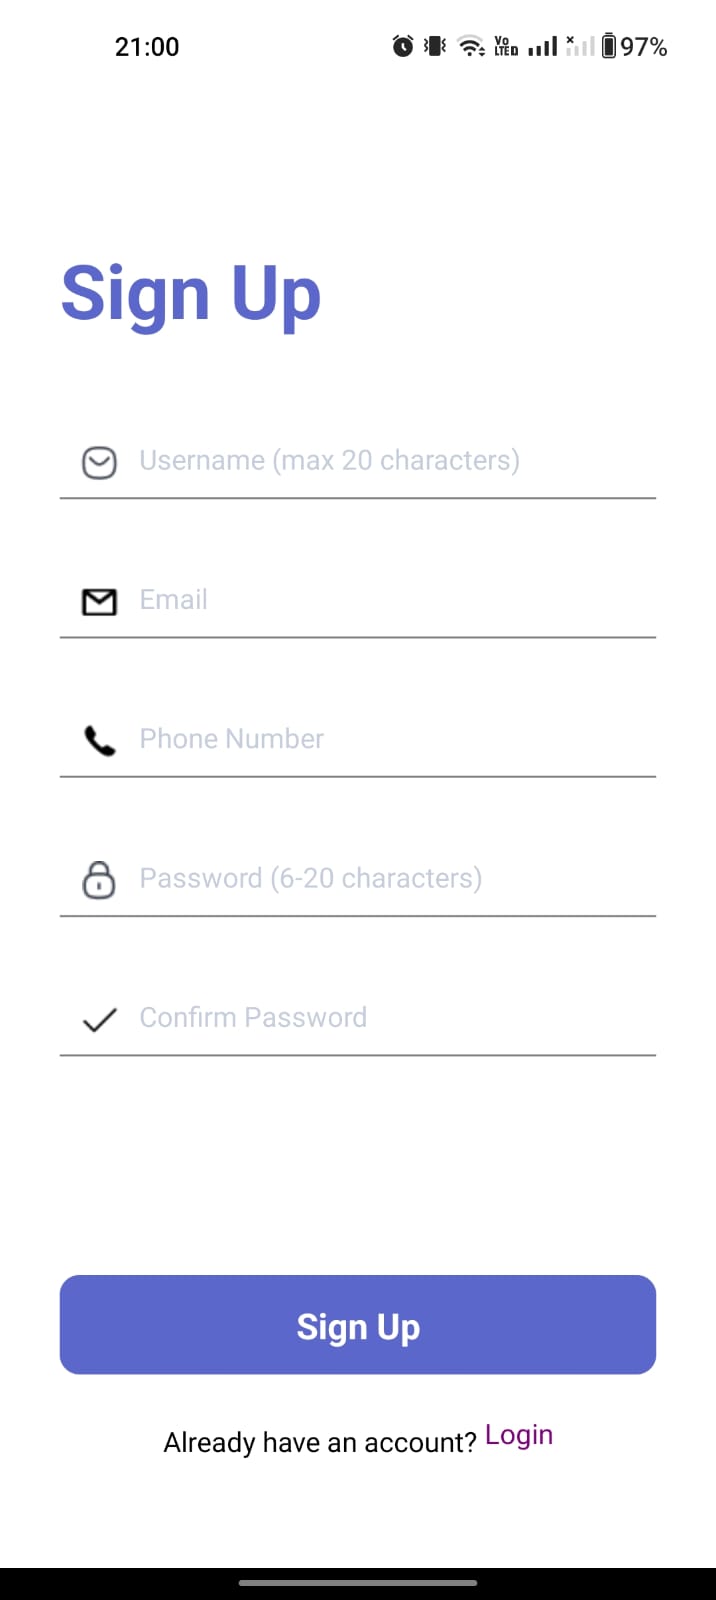 21:00 Vo LTED 97%
Sign Up
Username (max 20 characters)
Email
Phone Number
Password (6-20 characters)
Confirm Password
Sign Up
Already have an account? Login